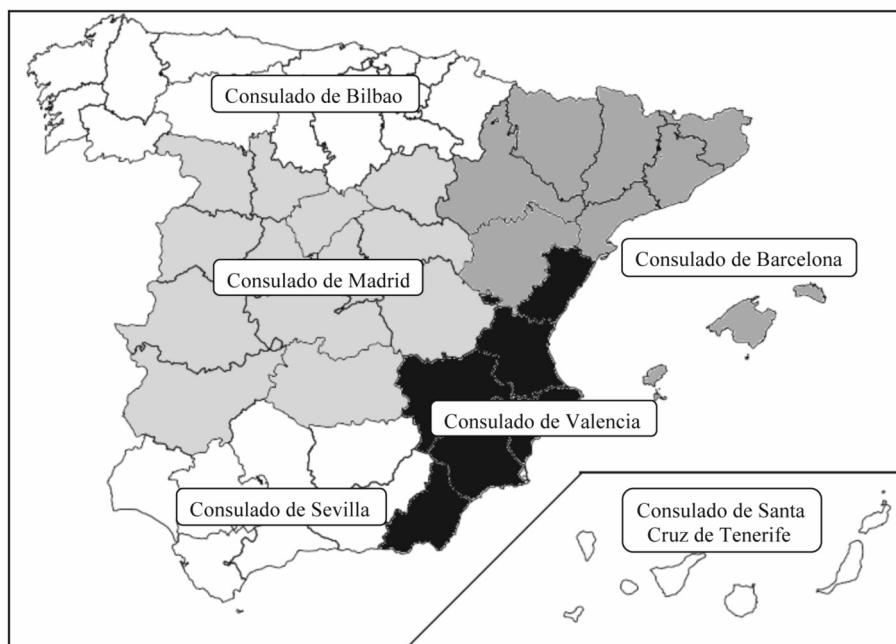 Consulado de Bilbao
Consulado de Barcelona
Consulado de Madrid
Consulado de Valencia
Consulado de Sevilla
Consulado de Santa
Cruz de Tenerife